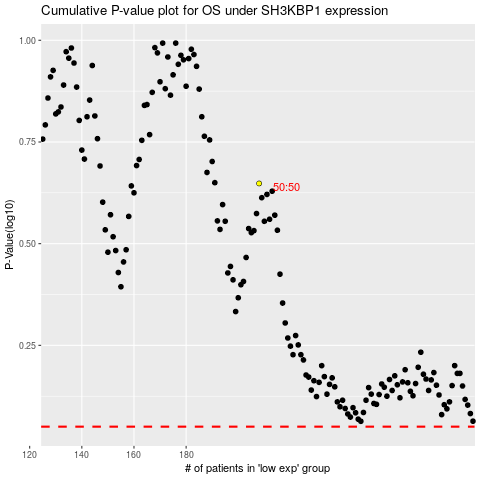 Cumulative P-value plot for OS under SH3KBP1 expression
1.00
0.75
0.50
0.25
P-Value(log10)
50:50
120 140 160 180
# of patients in 'low exp' group